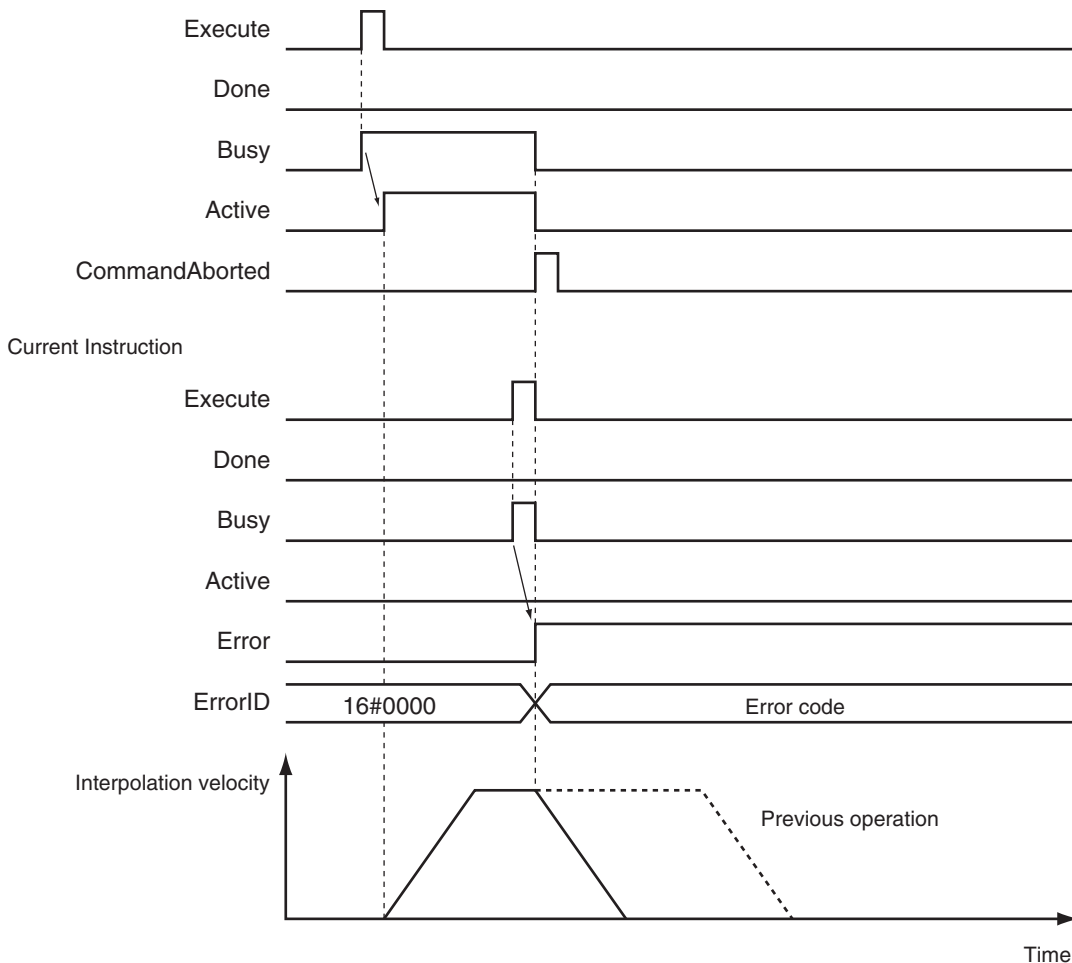 Execute
Done
Busy
Active
CommandAborted
Current Instruction
Execute
Done
Busy
Active
Error
ErrorID
16#0000
Error code
Interpolation velocity
Previous operation
Time